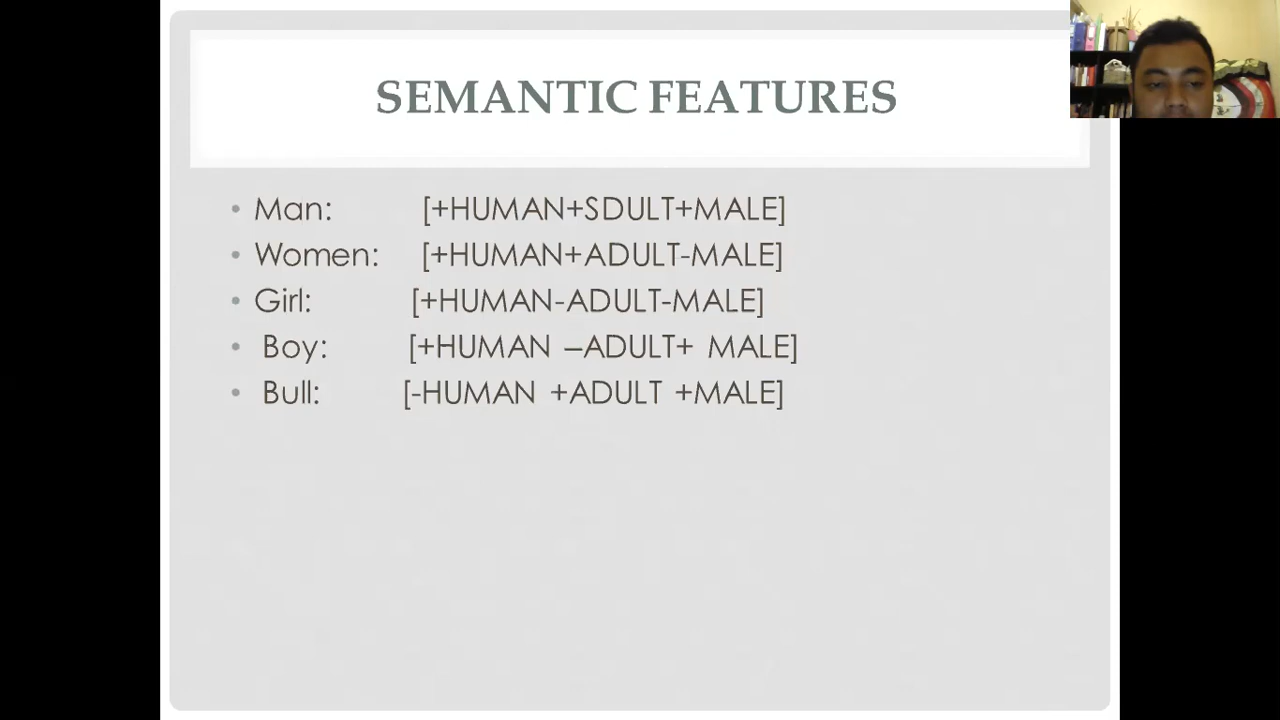 SEMANTIC FEATURES
• Man: [+HUMAN+SDULT+MALE]
• Women: [+HUMAN+ADULT-MALE]
• Girl: [+HUMAN-ADULT-MALE]
• Boy: [+HUMAN –ADULT+ MALE]
• Bull: [-HUMAN +ADULT +MALE]